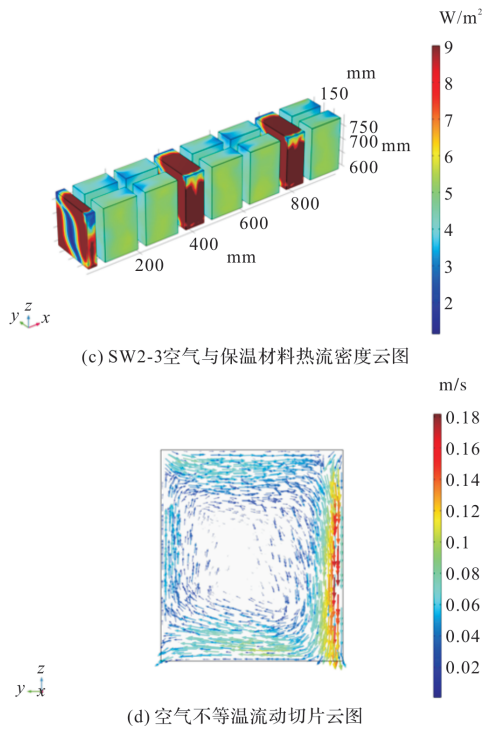 W/m²
9
8
7
6
5
4
3
2
mm
150
750
700 mm
600
800
600
400
200
mm
z
y x
(c) SW2-3空气与保温材料热流密度云图
m/s
0.18
0.16
0.14
0.12
0.1
0.08
0.06
0.04
0.02
z
y x
(d) 空气不等温流动切片云图